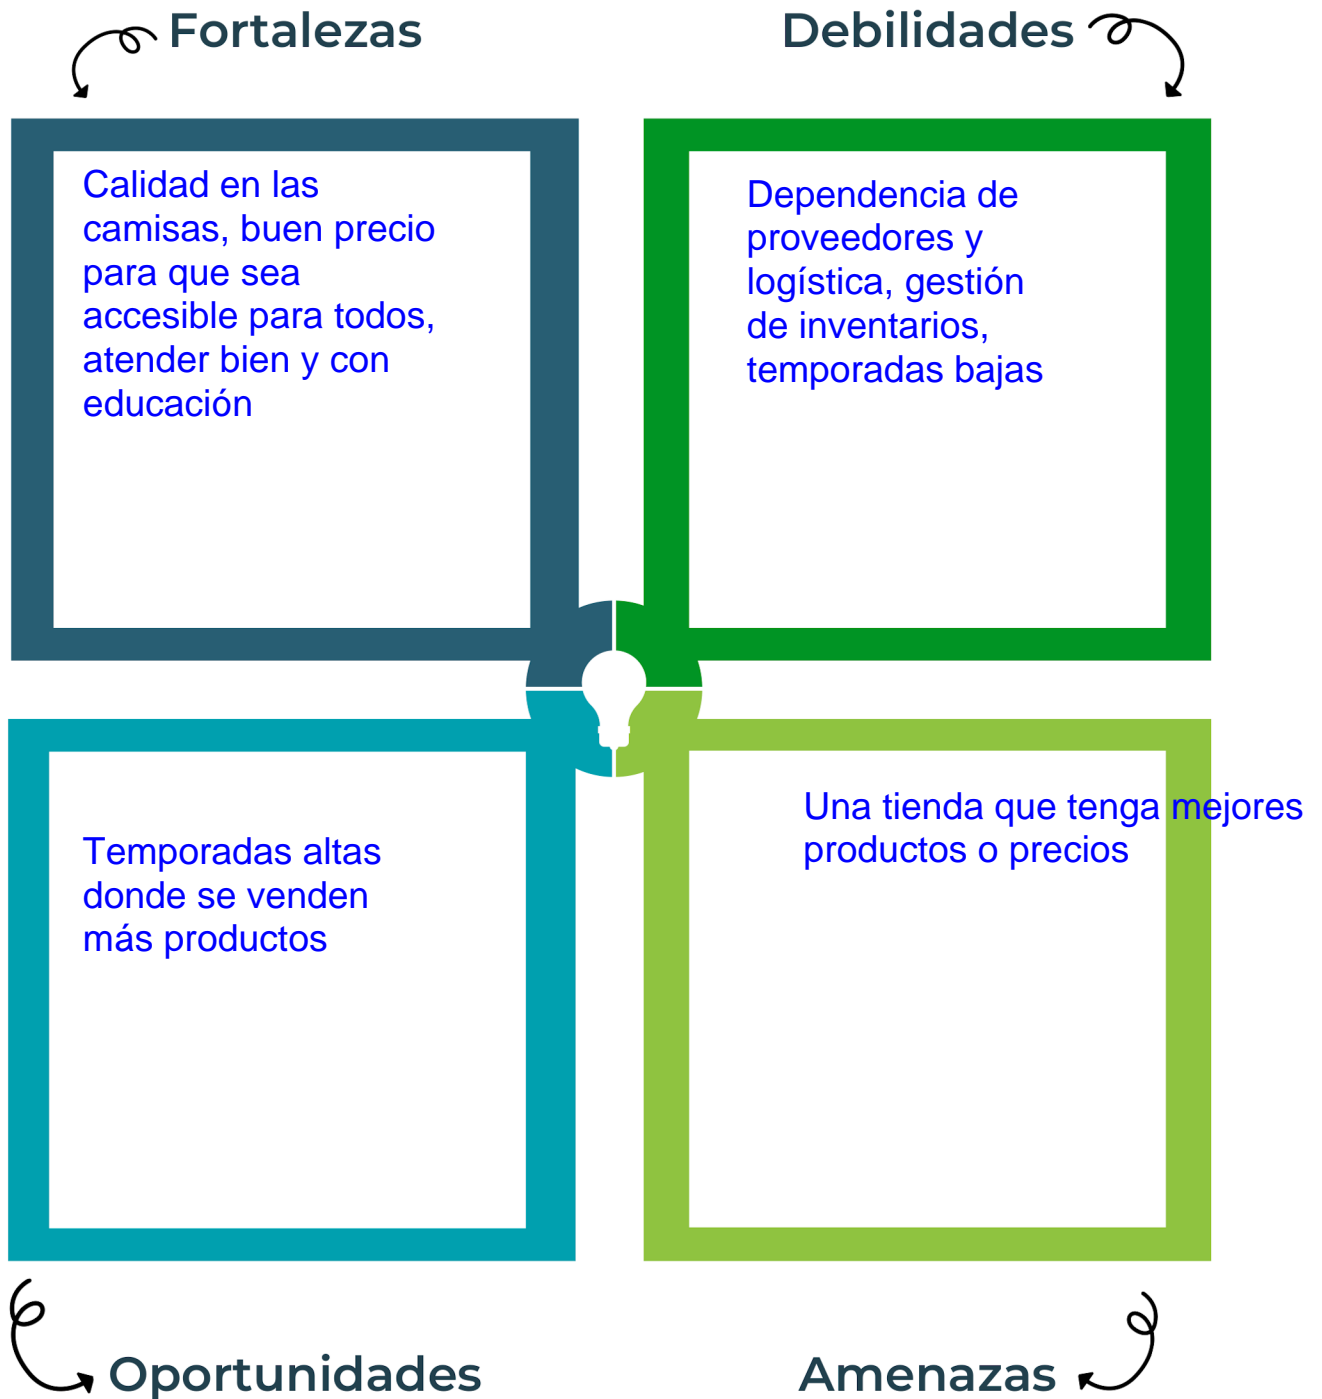 Fortalezas
Calidad en las
camisas, buen precio
para que sea
accesible para todos,
atender bien y con
educación
Debilidades
Dependencia de
proveedores y
logística, gestión
de inventarios,
temporadas bajas
Temporadas altas
donde se venden
más productos
Oportunidades
Una tienda que tenga mejores
productos o precios
Amenazas